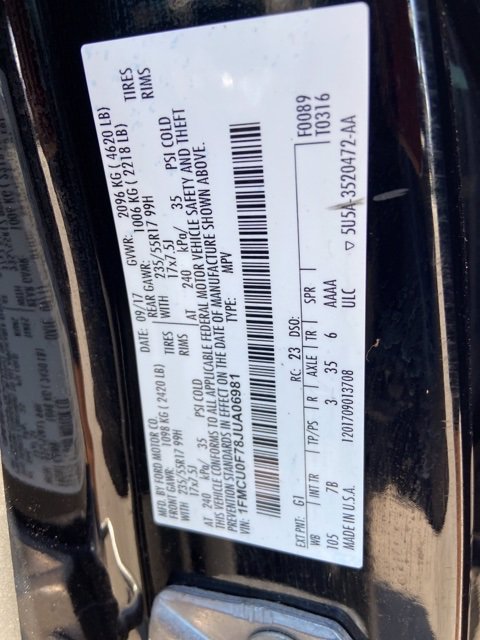 MFD. BY FORD MOTOR CO.
DATE: 09/17 GVWR: 2096 KG ( 4620 LB)
FRONT GAWR: 1098 KG (2420 LB) REAR GAWR: 1006 KG ( 2218 LB)
WITH 235/55R17 99H TIRES WITH 235/55R17 99H TIRES
17x7.5J RIMS 17x7.5J RIMS
AT 240 kPa/ 35 PSI COLD AT 240 kPa/ 35 PSI COLD
THIS VEHICLE CONFORMS TO ALL APPLICABLE FEDERAL MOTOR VEHICLE SAFETY AND THEFT
PREVENTION STANDARDS IN EFFECT ON THE DATE OF MANUFACTURE SHOWN ABOVE.
VIN: 1FMCU0F78JUA06981 TYPE: MPV
F0089
T0316
EXT PNT: G1 RC: 23 DSO:
WB INT TR TP/PS R AXLE TR SPR
105 7B 3 35 6 AAAA
MADE IN U.S.A. ULC
1201709013708
▽ 5U5A-3520472-AA